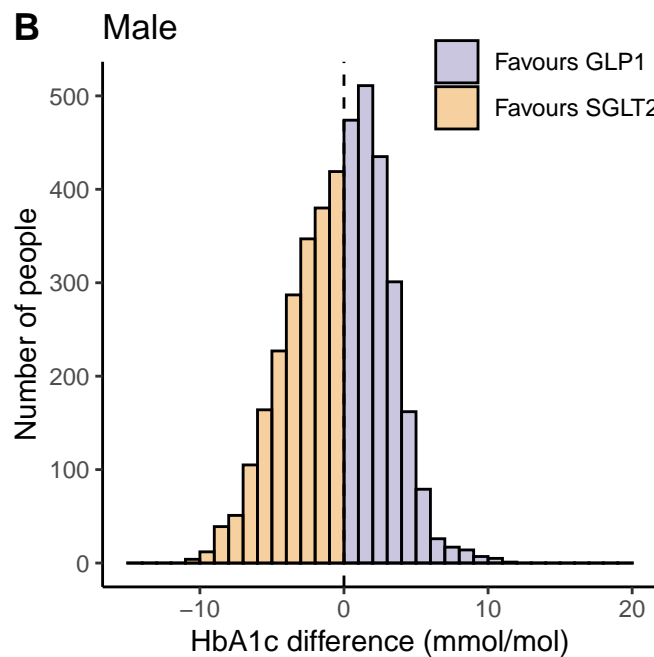 B Male
Favours GLP1
Favours SGLT2
500
400
300
200
100
0
Number of people
−10 0 10 20
HbA1c difference (mmol/mol)